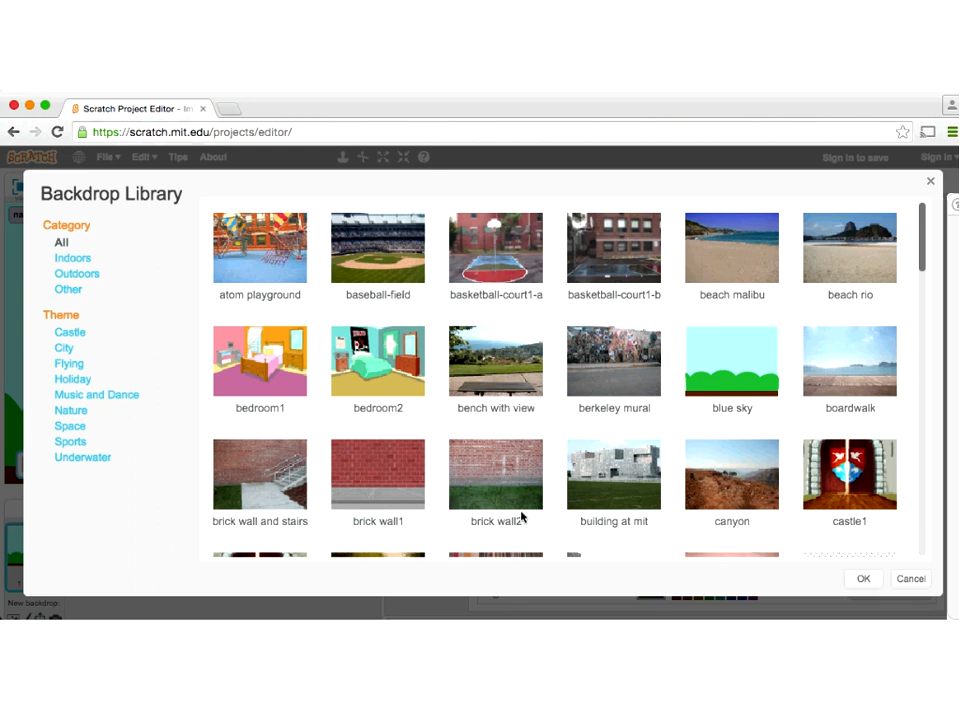 Scratch Project Editor - Im
https://scratch.mit.edu/projects/editor/
SCRATCH File Edit Tips About Sign in to save Sign in
Backdrop Library
Category
All
Indoors
Outdoors
Other
Theme
Castle
City
Flying
Holiday
Music and Dance
Nature
Space
Sports
Underwater
atom playground baseball-field basketball-court1-a basketball-court1-b beach malibu beach rio
bedroom1 bedroom2 bench with view berkeley mural blue sky boardwalk
brick wall and stairs brick wall1 brick wall2 building at mit canyon castle1
OK Cancel
New backdrop: